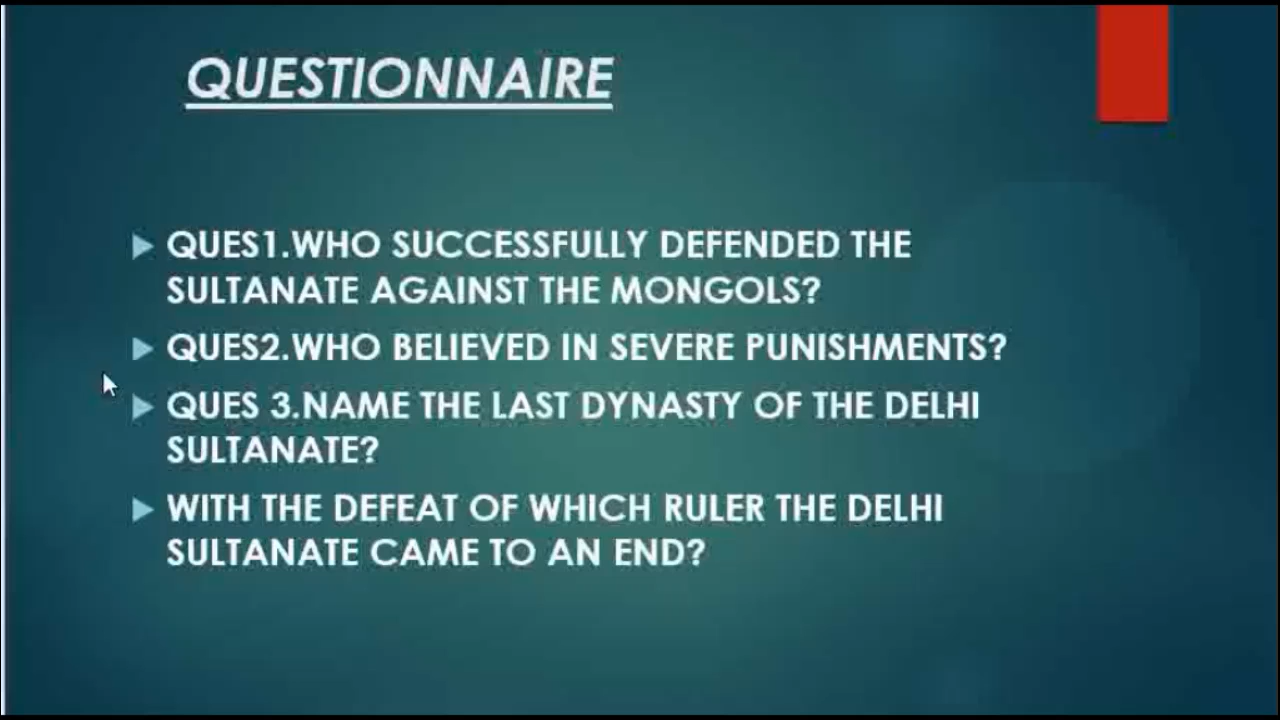 QUESTIONNAIRE
QUES1.WHO SUCCESSFULLY DEFENDED THE
SULTANATE AGAINST THE MONGOLS?
QUES2.WHO BELIEVED IN SEVERE PUNISHMENTS?
QUES 3.NAME THE LAST DYNASTY OF THE DELHI
SULTANATE?
WITH THE DEFEAT OF WHICH RULER THE DELHI
SULTANATE CAME TO AN END?